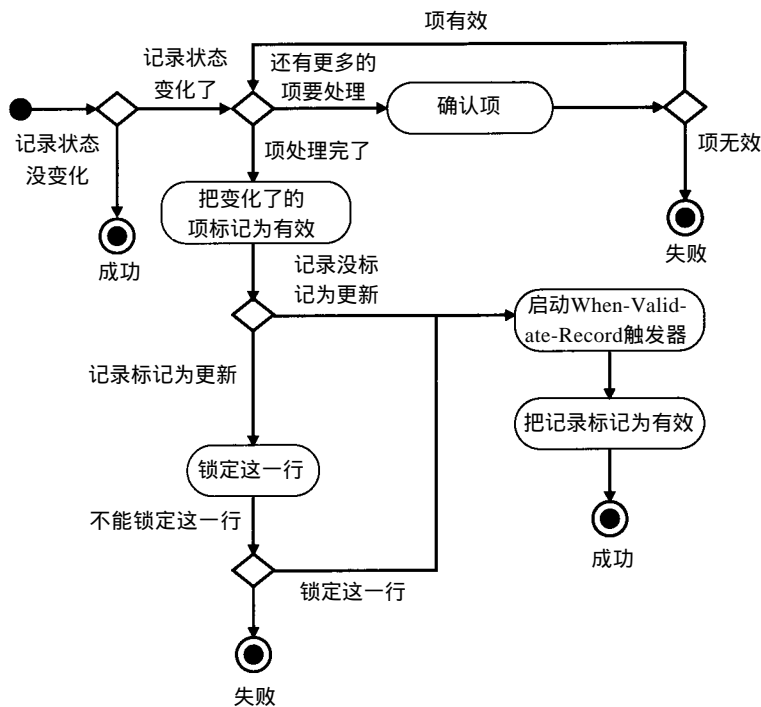 项有效
记录状态
变化了
还有更多的
项要处理
确认项
记录状态
没变化
项处理完了
项无效
把变化了的
项标记为有效
成功
失败
记录没标
记为更新
启动When-Valid-
ate-Record触发器
记录标记为更新
把记录标记为有效
锁定这一行
不能锁定这一行
成功
锁定这一行
失败